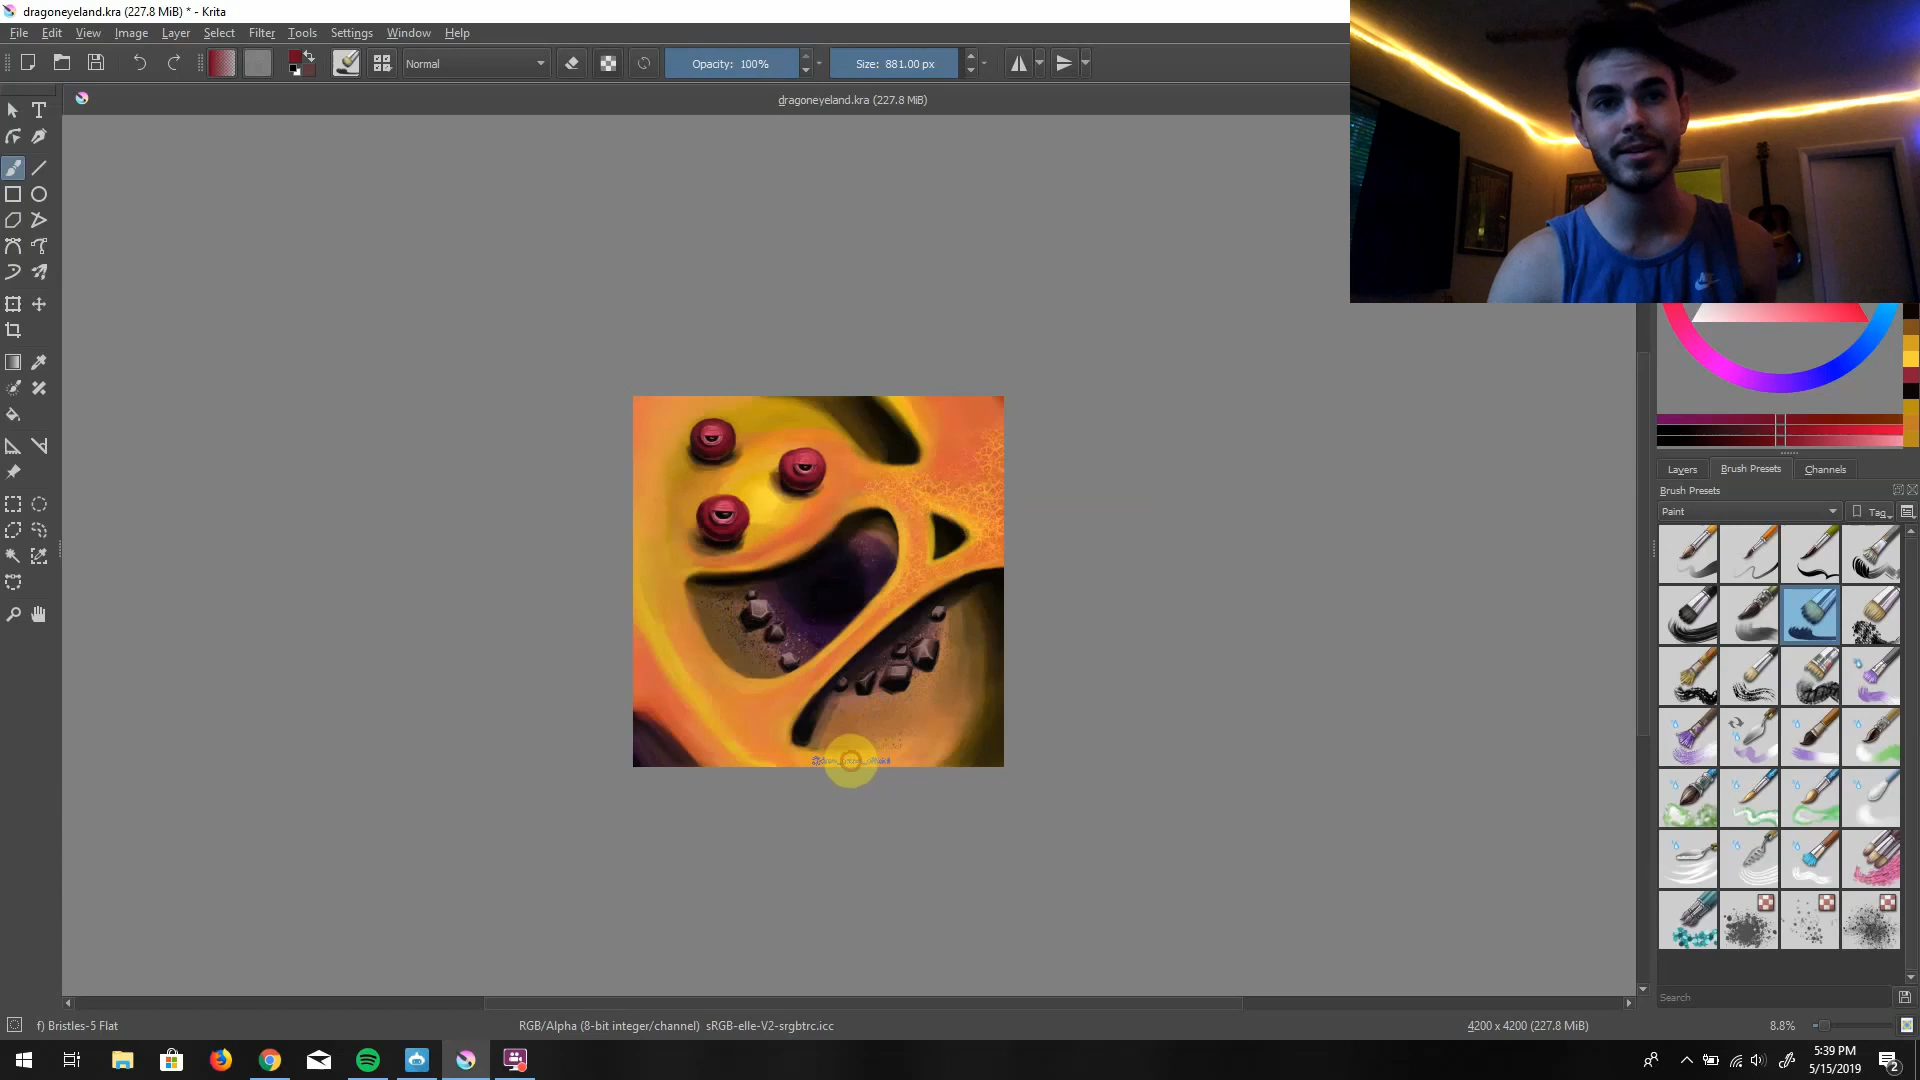 dragoneyeland.kra (227.8 MiB) * - Krita
File Edit View Image Layer Select Filter Tools Settings Window Help
Normal
Opacity: 100%
Size: 881.00 px
dragoneyeland.kra (227.8 MiB)
Layers Brush Presets Channels
Brush Presets
Paint
Tag
Search
f) Bristles-5 Flat
RGB/Alpha (8-bit integer/channel) sRGB-elle-V2-srgbtrc.icc
4200 x 4200 (227.8 MiB)
8.8%
5:39 PM
5/15/2019
2